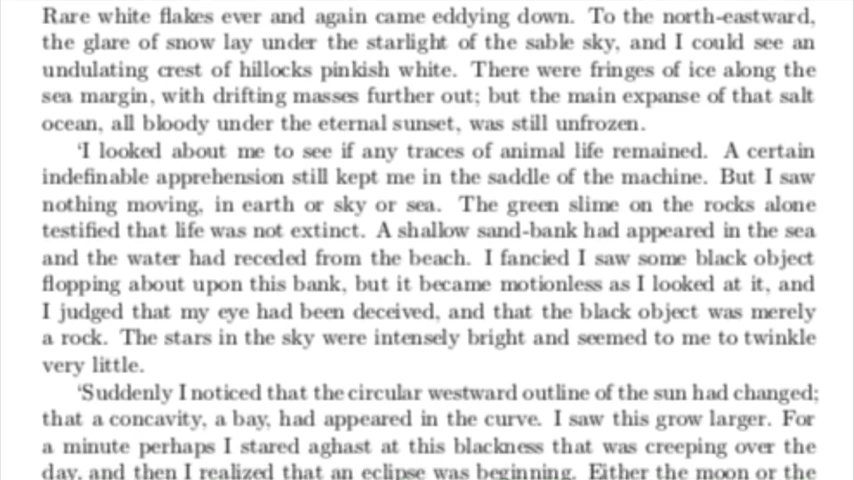 Rare white flakes ever and again came eddying down. To the north-eastward,
the glare of snow lay under the starlight of the sable sky, and I could see an
undulating crest of hillocks pinkish white. There were fringes of ice along the
sea margin, with drifting masses further out; but the main expanse of that salt
ocean, all bloody under the eternal sunset, was still unfrozen.
‘I looked about me to see if any traces of animal life remained. A certain
indefinable apprehension still kept me in the saddle of the machine. But I saw
nothing moving, in earth or sky or sea. The green slime on the rocks alone
testified that life was not extinct. A shallow sand-bank had appeared in the sea
and the water had receded from the beach. I fancied I saw some black object
flopping about upon this bank, but it became motionless as I looked at it, and
I judged that my eye had been deceived, and that the black object was merely
a rock. The stars in the sky were intensely bright and seemed to me to twinkle
very little.
‘Suddenly I noticed that the circular westward outline of the sun had changed;
that a concavity, a bay, had appeared in the curve. I saw this grow larger. For
a minute perhaps I stared aghast at this blackness that was creeping over the
day, and then I realized that an eclipse was beginning. Either the moon or the